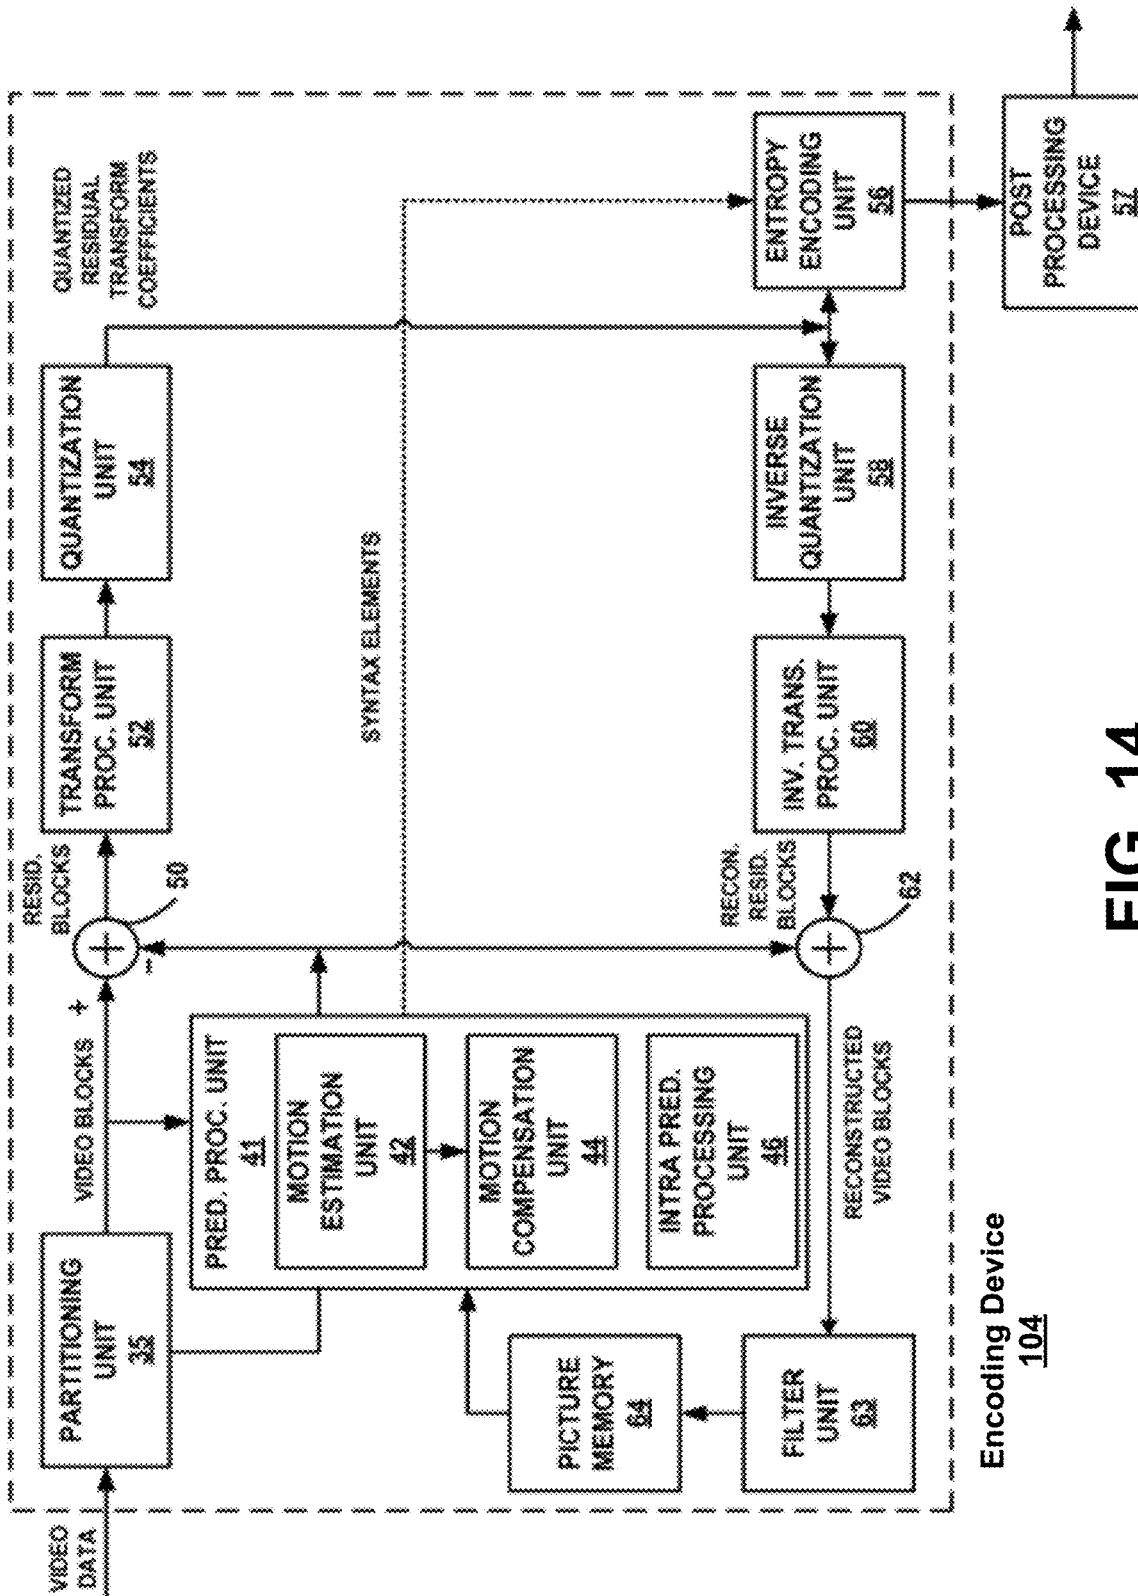 VIDEO
DATA
PARTITIONING
UNIT
35
VIDEO BLOCKS
+
-
50
RESID.
BLOCKS
TRANSFORM
PROC. UNIT
52
QUANTIZATION
UNIT
54
QUANTIZED
RESIDUAL
TRANSFORM
COEFFICIENTS
PRED. PROC. UNIT
41
MOTION
ESTIMATION
UNIT
42
MOTION
COMPENSATION
UNIT
44
INTRA PRED.
PROCESSING
UNIT
46
SYNTAX ELEMENTS
PICTURE
MEMORY
64
FILTER
UNIT
63
RECONSTRUCTED
VIDEO BLOCKS
62
RECON.
RESID.
BLOCKS
INV. TRANS.
PROC. UNIT
60
INVERSE
QUANTIZATION
UNIT
58
ENTROPY
ENCODING
UNIT
56
POST
PROCESSING
DEVICE
57
Encoding Device
104
FIG. 14